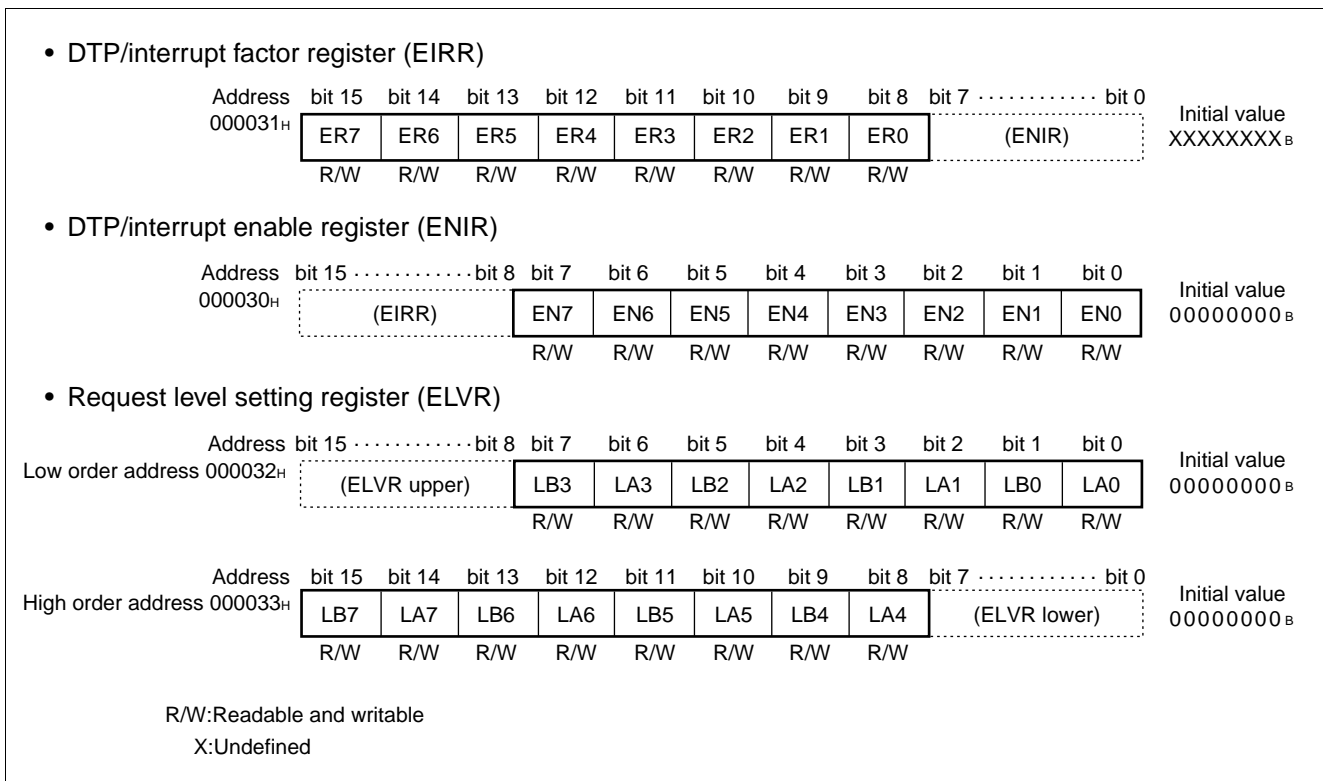 • DTP/interrupt factor register (EIRR)
Address bit 15 bit 14 bit 13 bit 12 bit 11 bit 10 bit 9 bit 8 bit 7 ············ bit 0
000031H ER7 ER6 ER5 ER4 ER3 ER2 ER1 ER0 (ENIR) Initial value XXXXXXXXB
R/W R/W R/W R/W R/W R/W R/W R/W
• DTP/interrupt enable register (ENIR)
Address bit 15 ············ bit 8 bit 7 bit 6 bit 5 bit 4 bit 3 bit 2 bit 1 bit 0
000030H (EIRR) EN7 EN6 EN5 EN4 EN3 EN2 EN1 EN0 Initial value 00000000B
R/W R/W R/W R/W R/W R/W R/W R/W
• Request level setting register (ELVR)
Address bit 15 ············ bit 8 bit 7 bit 6 bit 5 bit 4 bit 3 bit 2 bit 1 bit 0
Low order address 000032H (ELVR upper) LB3 LA3 LB2 LA2 LB1 LA1 LB0 LA0 Initial value 00000000B
R/W R/W R/W R/W R/W R/W R/W R/W
Address bit 15 bit 14 bit 13 bit 12 bit 11 bit 10 bit 9 bit 8 bit 7 ············ bit 0
High order address 000033H LB7 LA7 LB6 LA6 LB5 LA5 LB4 LA4 (ELVR lower) Initial value 00000000B
R/W R/W R/W R/W R/W R/W R/W R/W
R/W:Readable and writable
X:Undefined